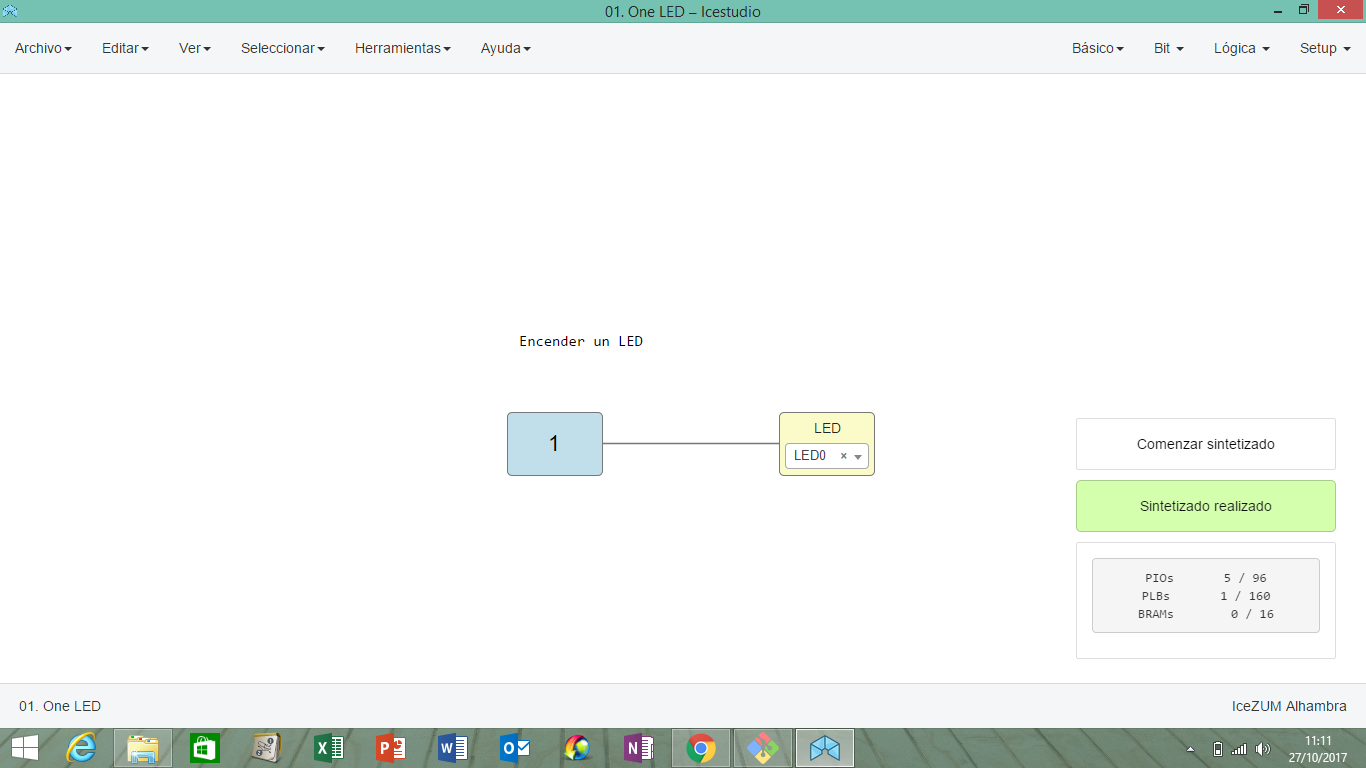 01. One LED – Icestudio
Archivo Editar Ver Seleccionar Herramientas Ayuda Básico Bit Lógica Setup
Encender un LED
1
LED
LED0 ×
Comenzar sintetizado
Sintetizado realizado
PIOs 5 / 96
PLBs 1 / 160
BRAMs 0 / 16
01. One LED IceZUM Alhambra
11:11
27/10/2017